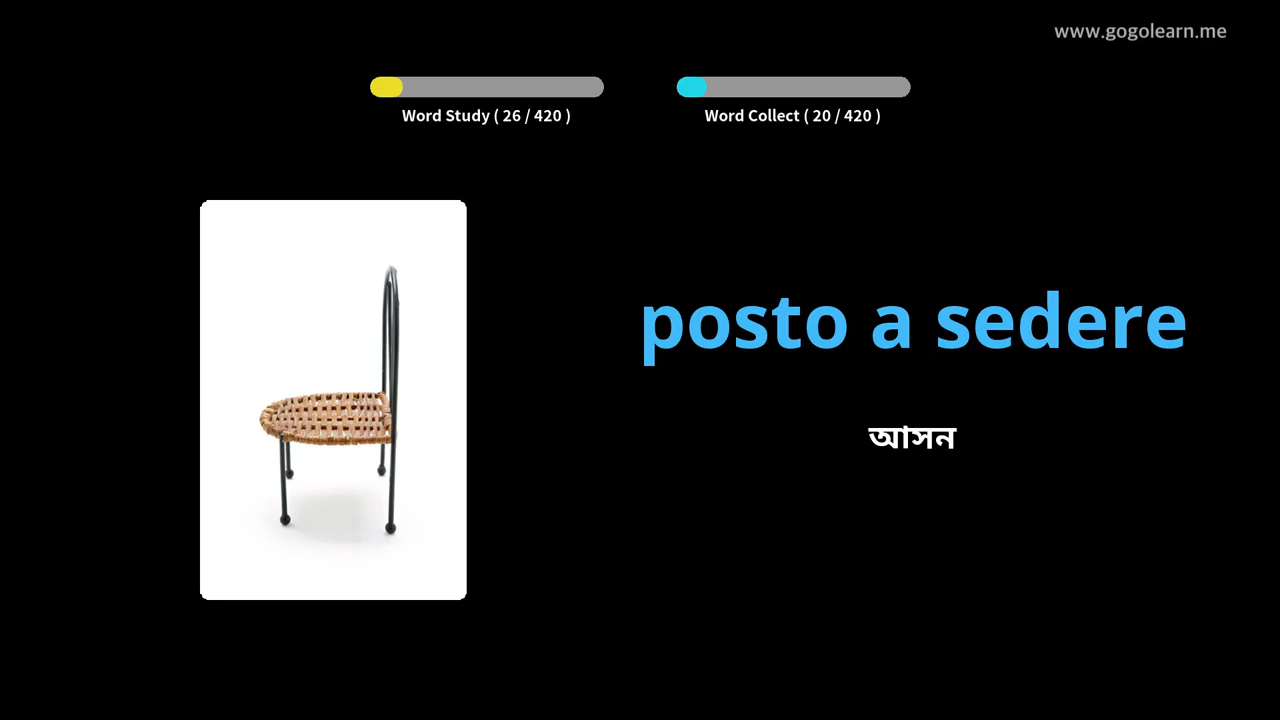 www.gogolearn.me
Word Study ( 26 / 420 )
Word Collect ( 20 / 420 )
posto a sedere
আসন